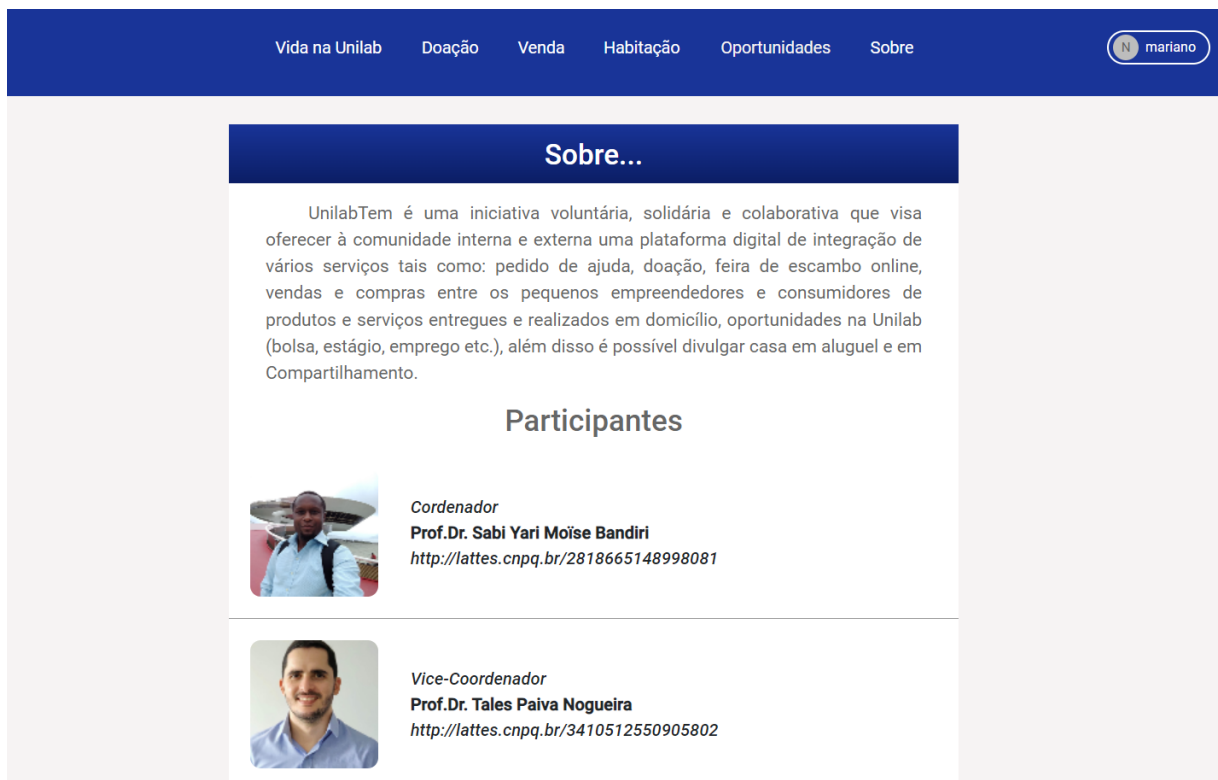 Vida na Unilab Doação Venda Habitação Oportunidades Sobre N mariano
Sobre...
UnilabTem é uma iniciativa voluntária, solidária e colaborativa que visa
oferecer à comunidade interna e externa uma plataforma digital de integração de
vários serviços tais como: pedido de ajuda, doação, feira de escambo online,
vendas e compras entre os pequenos empreendedores e consumidores de
produtos e serviços entregues e realizados em domicílio, oportunidades na Unilab
(bolsa, estágio, emprego etc.), além disso é possível divulgar casa em aluguel e em
Compartilhamento.
Participantes
Cordenador
Prof.Dr. Sabi Yari Moïse Bandiri
http://lattes.cnpq.br/2818665148998081
Vice-Coordenador
Prof.Dr. Tales Paiva Nogueira
http://lattes.cnpq.br/3410512550905802